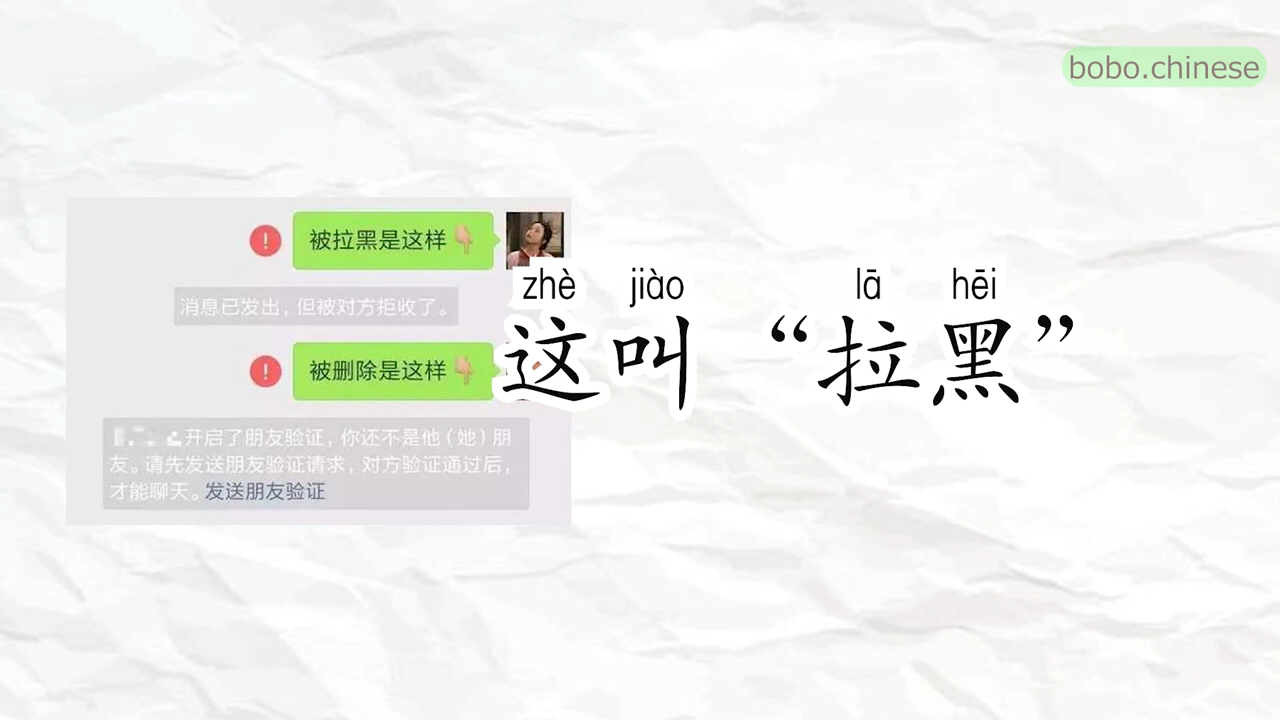 bobo.chinese
被拉黑是这样👇
消息已发出，但被对方拒收了。
被删除是这样👇
开启了朋友验证，你还不是他（她）朋
友。请先发送朋友验证请求，对方验证通过后，
才能聊天。发送朋友验证
zhè jiào lā hēi
这叫“拉黑”